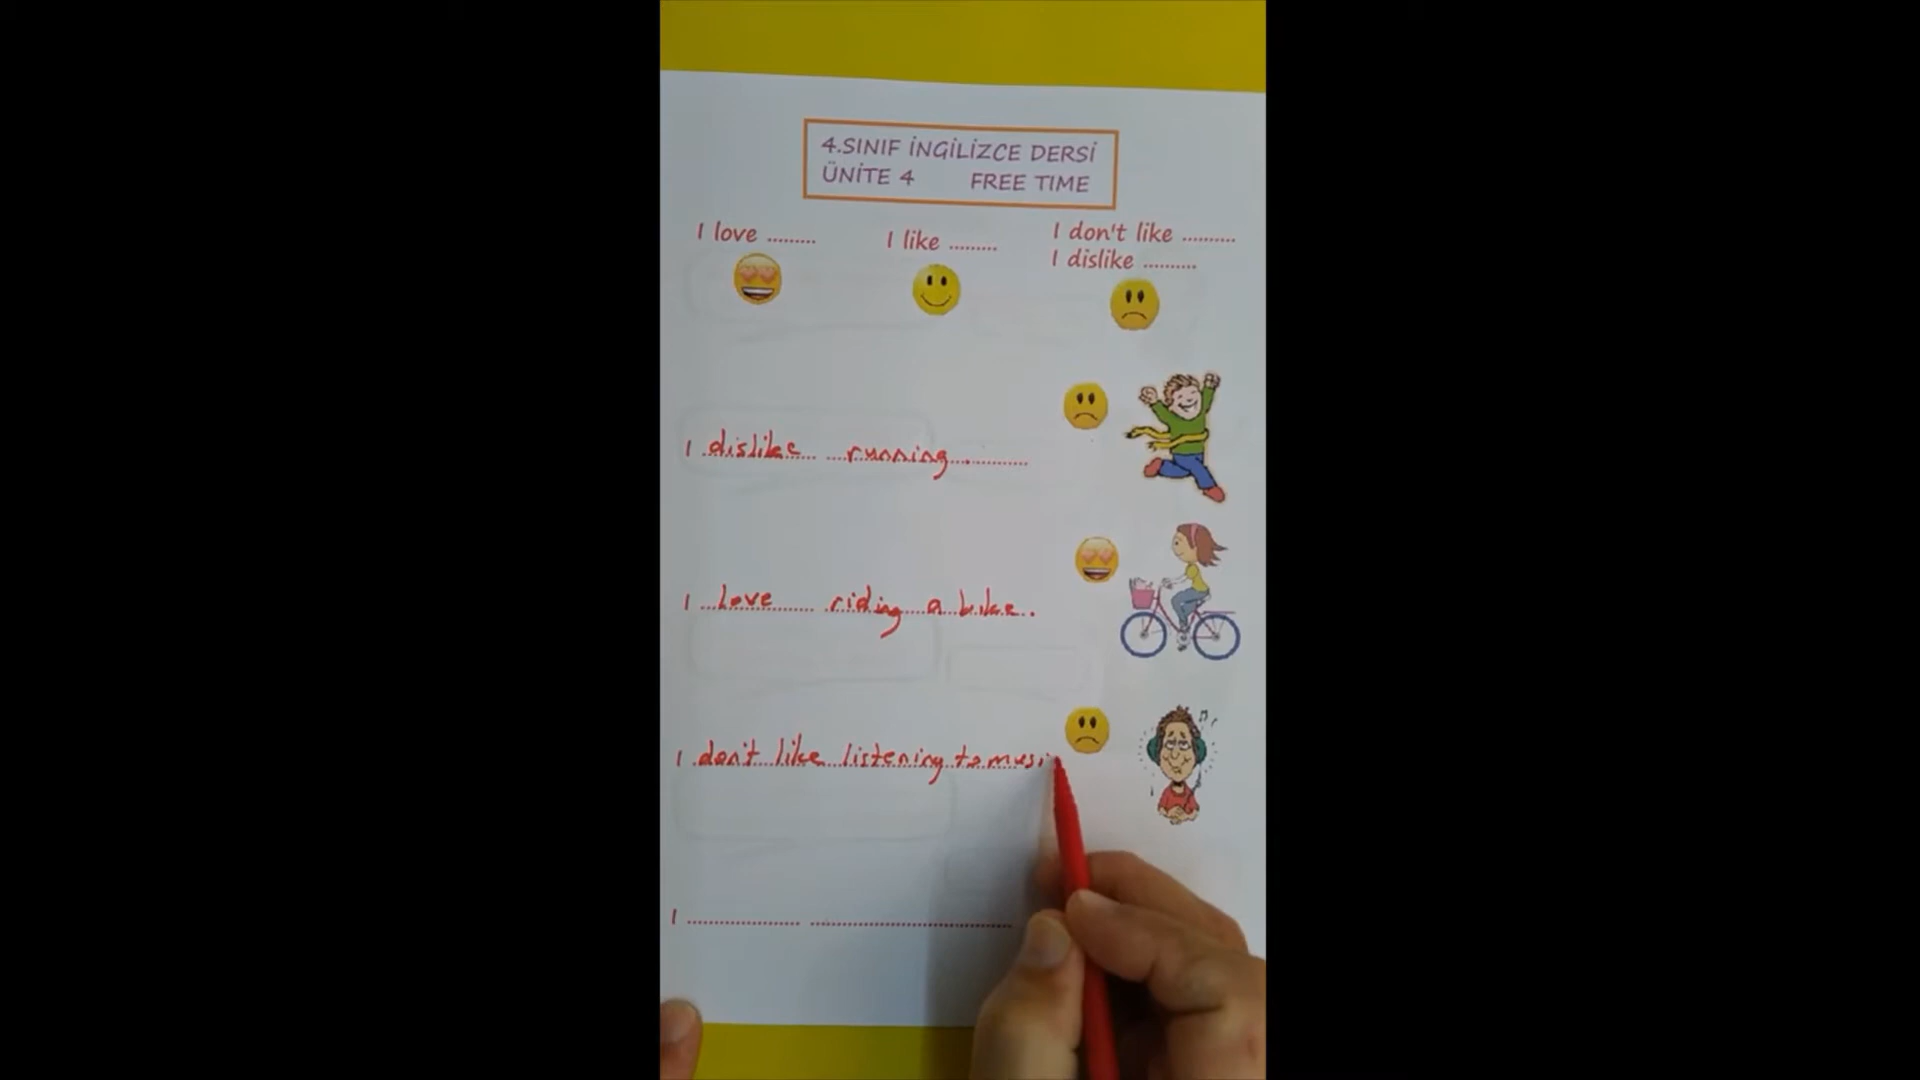 4.SINIF İNGİLİZCE DERSİ
ÜNİTE 4 FREE TIME
I love .........
I like .........
I don't like ..........
I dislike ..........
I dislike running
I Love riding a bike.
I don't like listening to musi
I .................... ....................................